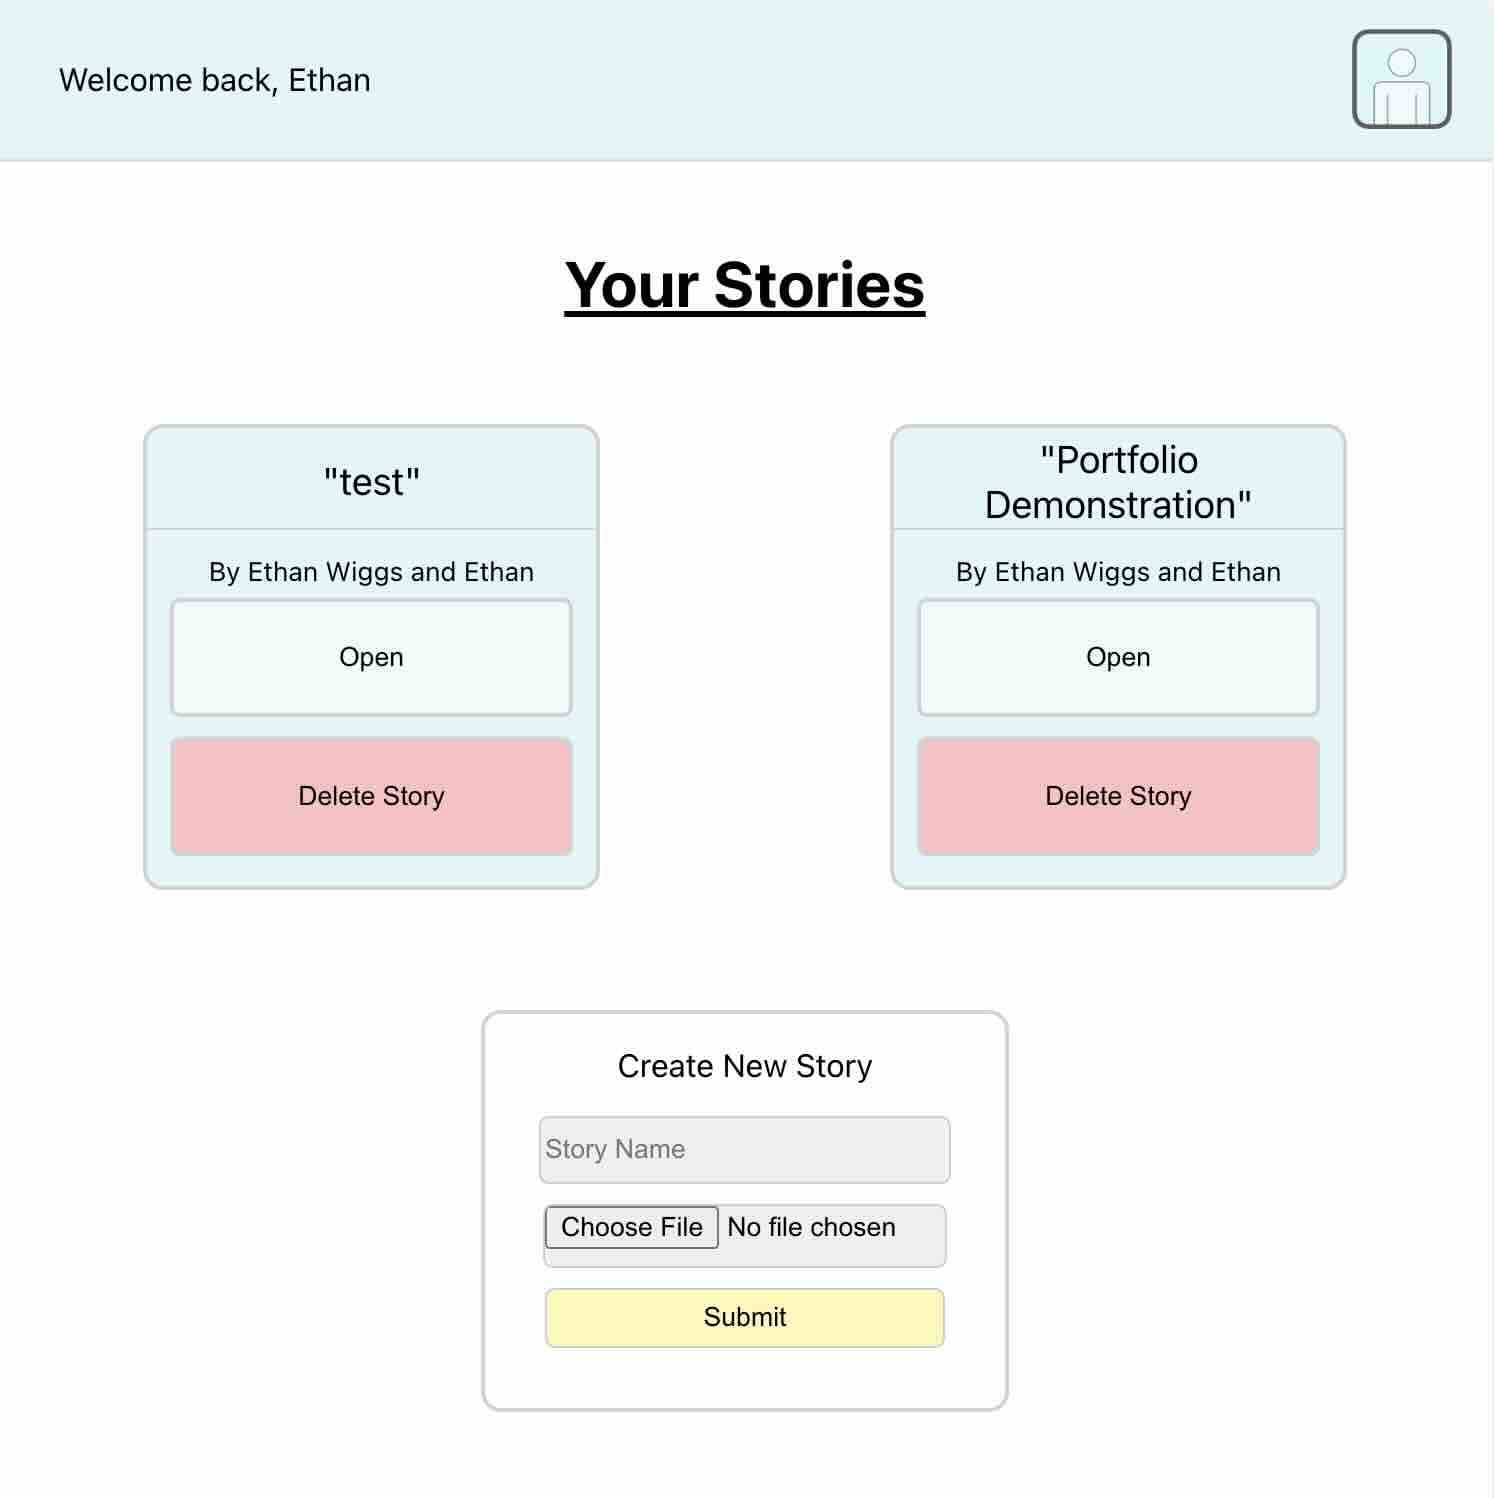 Welcome back, Ethan
Your Stories
"test"
By Ethan Wiggs and Ethan
Open
Delete Story
"Portfolio
Demonstration"
By Ethan Wiggs and Ethan
Open
Delete Story
Create New Story
Story Name
Choose File No file chosen
Submit